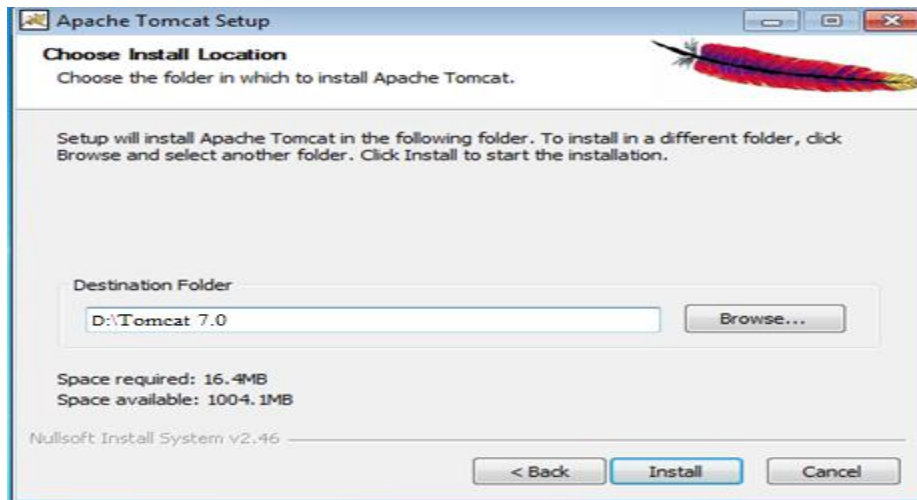 Apache Tomcat Setup
Choose Install Location
Choose the folder in which to install Apache Tomcat.
Setup will install Apache Tomcat in the following folder. To install in a different folder, click
Browse and select another folder. Click Install to start the installation.
Destination Folder
D:\Tomcat 7.0
Browse...
Space required: 16.4MB
Space available: 1004.1MB
Nullsoft Install System v2.46
< Back
Install
Cancel